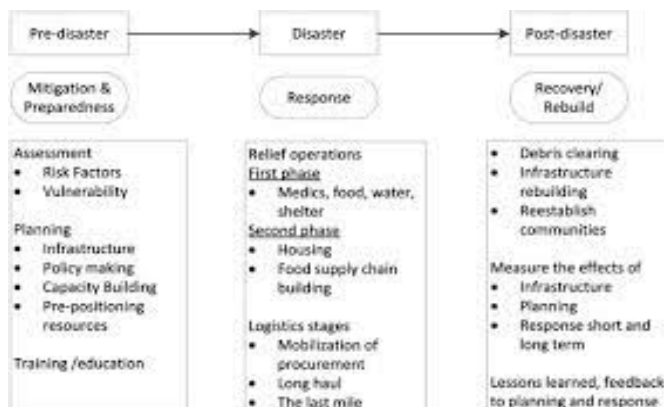 Pre-disaster
Disaster
Post-disaster
Mitigation &
Preparedness
Response
Recovery/
Rebuild
Assessment
• Risk Factors
• Vulnerability
Planning
• Infrastructure
• Policy making
• Capacity Building
• Pre-positioning
resources
Training /education
Relief operations
First phase
• Medics, food, water,
shelter
Second phase
• Housing
• Food supply chain
building
Logistics stages
• Mobilization of
procurement
• Long haul
• The last mile
• Debris clearing
• Infrastructure
rebuilding
• Reestablish
communities
Measure the effects of
• Infrastructure
• Planning
• Response short and
long term
Lessons learned, feedback
to planning and response